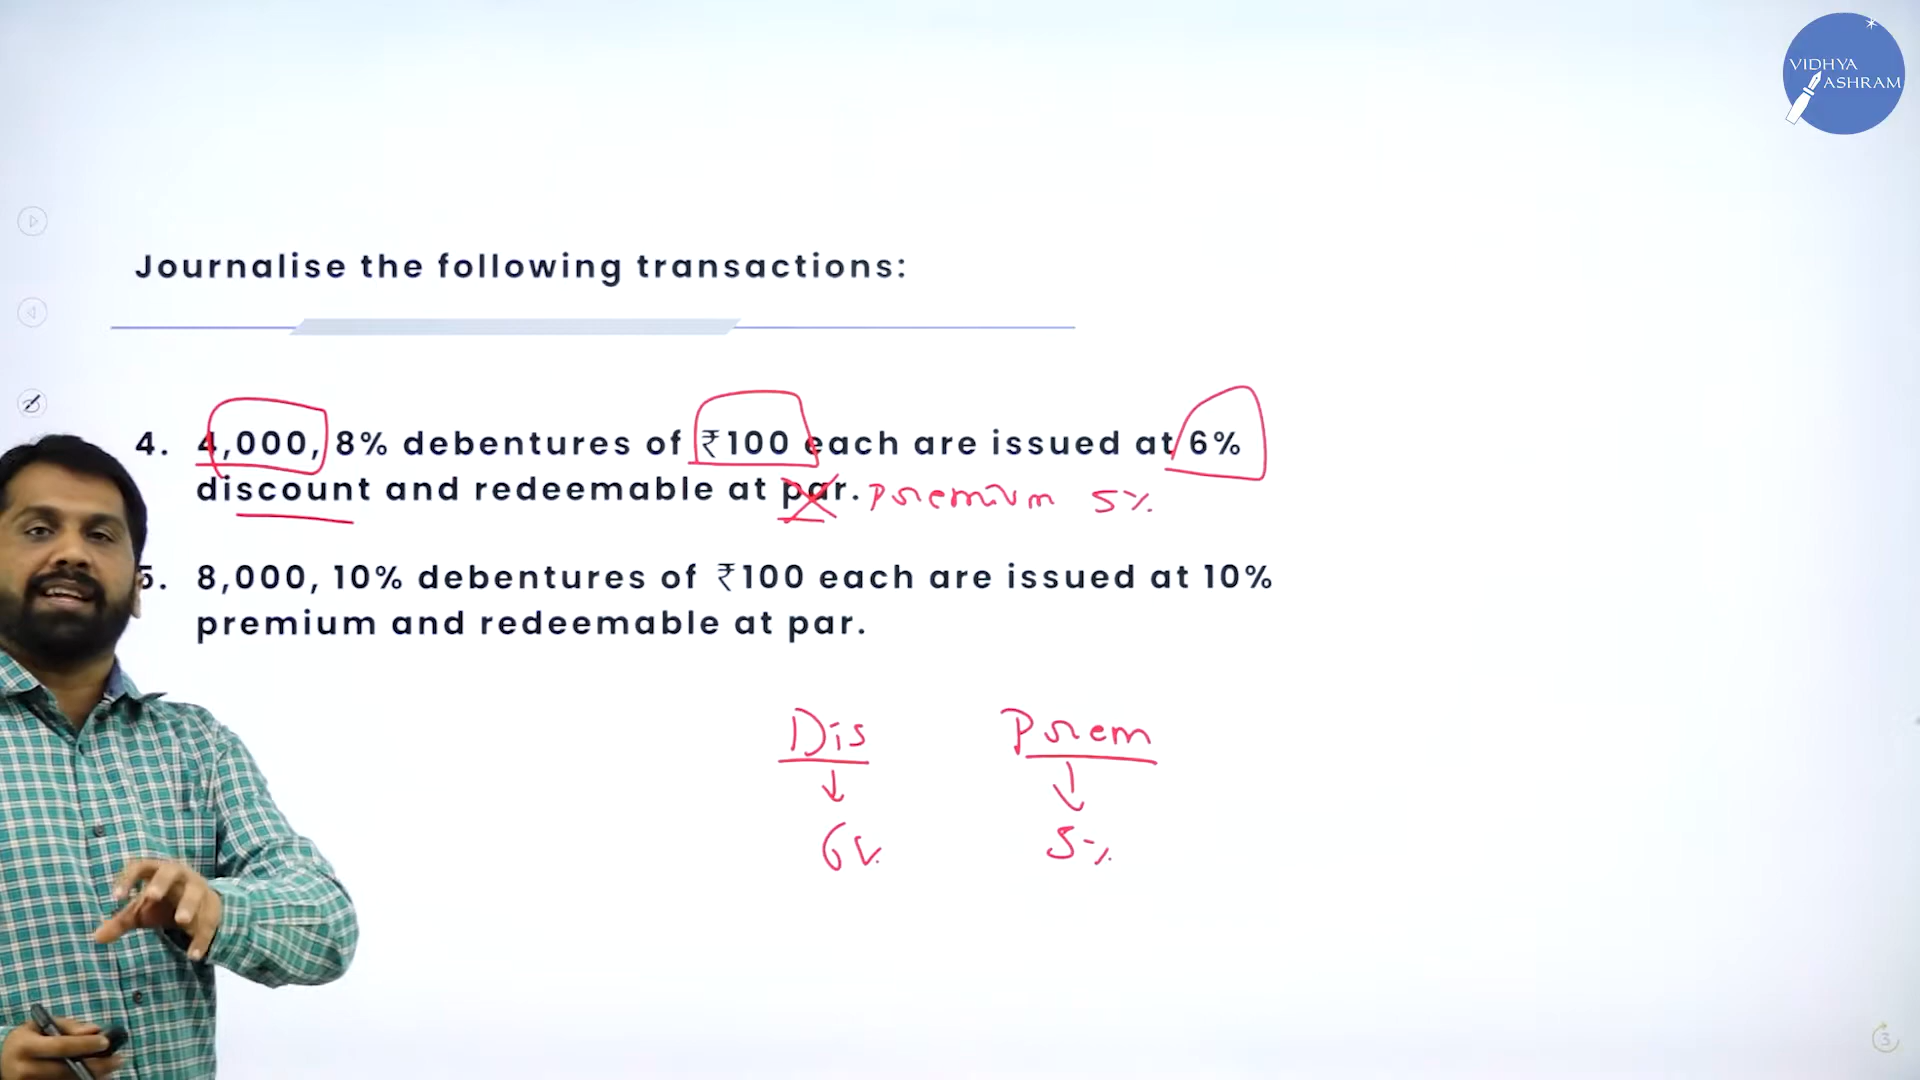 VIDHYA
ASHRAM
Journalise the following transactions:
4. 4,000, 8% debentures of ₹100 each are issued at 6%
discount and redeemable at par. Premium 5%
5. 8,000, 10% debentures of ₹100 each are issued at 10%
premium and redeemable at par.
Dis Prem
6% 5%
3